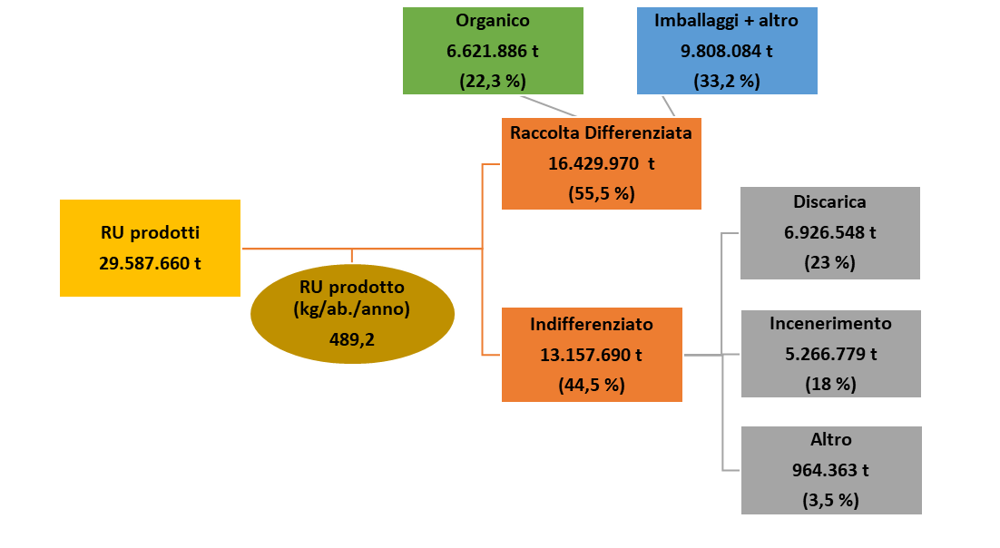 Organico
6.621.886 t
(22,3 %)
Imballaggi + altro
9.808.084 t
(33,2 %)
Raccolta Differenziata
16.429.970  t
(55,5 %)
RU prodotti
29.587.660 t
RU prodotto
(kg/ab./anno)
489,2
Indifferenziato
13.157.690 t
(44,5 %)
Discarica
6.926.548 t
(23 %)
Incenerimento
5.266.779 t
(18 %)
Altro
964.363 t
(3,5 %)